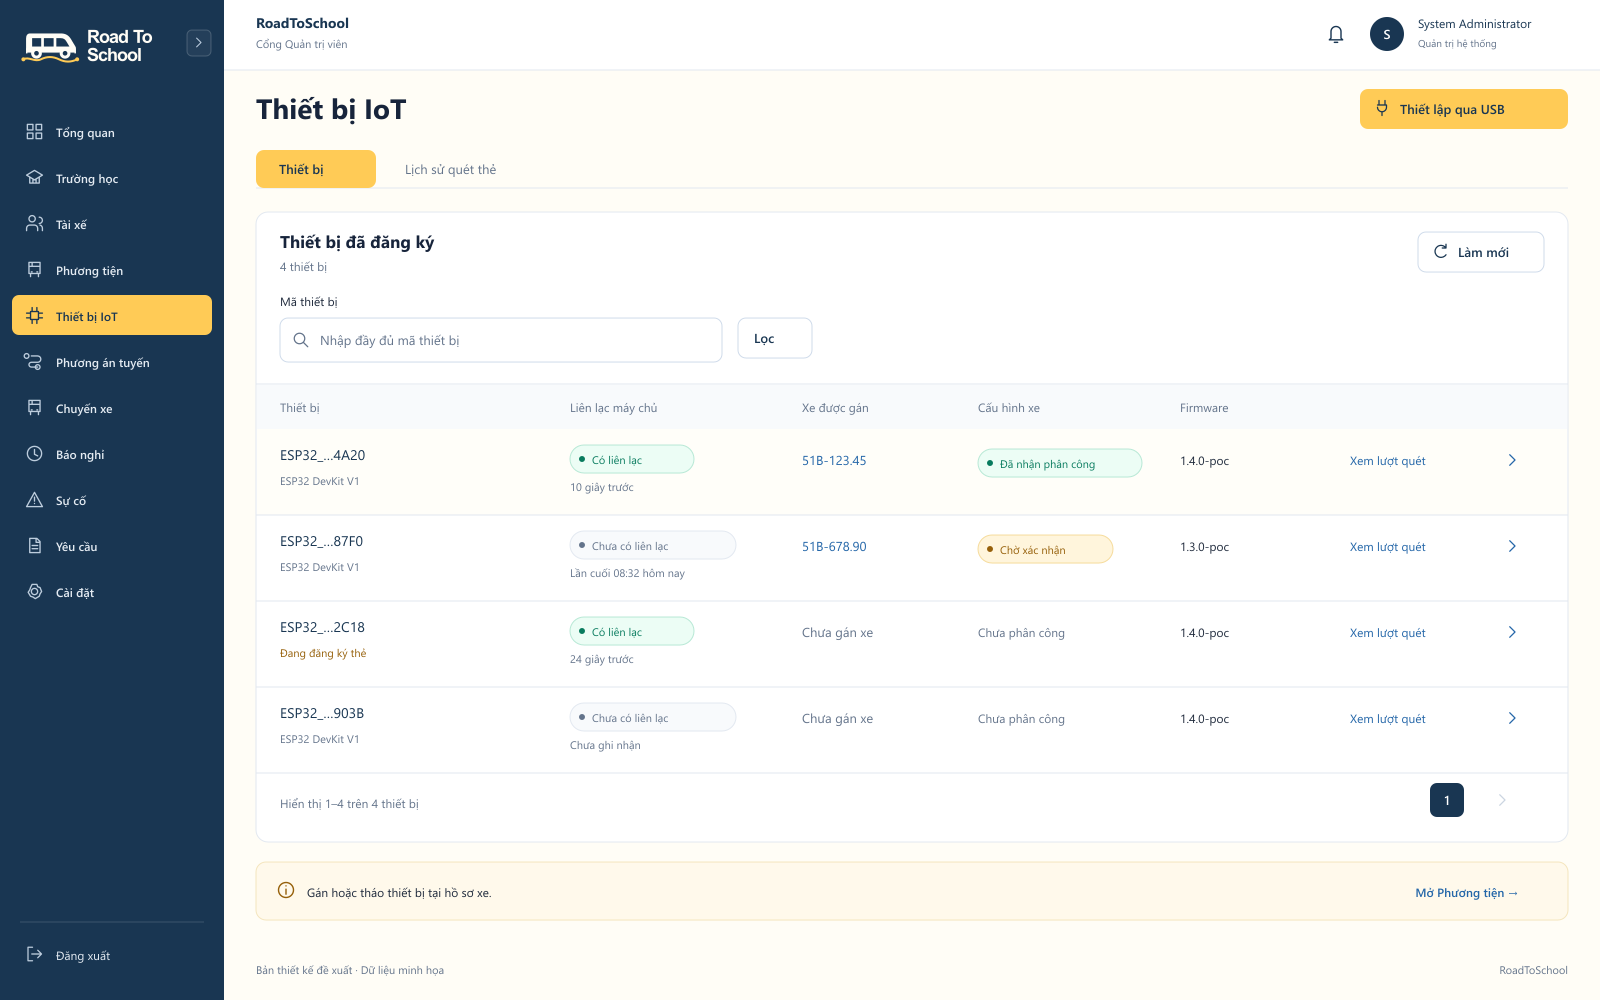 Road To
School
RoadToSchool
Cổng Quản trị viên
S
System Administrator
Quản trị hệ thống
Tổng quan
Trường học
Tài xế
Phương tiện
Thiết bị IoT
Phương án tuyến
Chuyến xe
Báo nghỉ
Sự cố
Yêu cầu
Cài đặt
Đăng xuất
Thiết bị IoT
Thiết lập qua USB
Thiết bị
Lịch sử quét thẻ
Thiết bị đã đăng ký
4 thiết bị
Làm mới
Mã thiết bị
Nhập đầy đủ mã thiết bị
Lọc
Thiết bị Liên lạc máy chủ Xe được gán Cấu hình xe Firmware
ESP32_...4A20
ESP32 DevKit V1
Có liên lạc
10 giây trước
51B-123.45
Đã nhận phân công
1.4.0-poc
Xem lượt quét
ESP32_...87F0
ESP32 DevKit V1
Chưa có liên lạc
Lần cuối 08:32 hôm nay
51B-678.90
Chờ xác nhận
1.3.0-poc
Xem lượt quét
ESP32_...2C18
Đang đăng ký thẻ
Có liên lạc
24 giây trước
Chưa gán xe
Chưa phân công
1.4.0-poc
Xem lượt quét
ESP32_...903B
ESP32 DevKit V1
Chưa có liên lạc
Chưa ghi nhận
Chưa gán xe
Chưa phân công
1.4.0-poc
Xem lượt quét
Hiển thị 1–4 trên 4 thiết bị
1
Gán hoặc tháo thiết bị tại hồ sơ xe.
Mở Phương tiện →
Bản thiết kế đề xuất · Dữ liệu minh họa
RoadToSchool